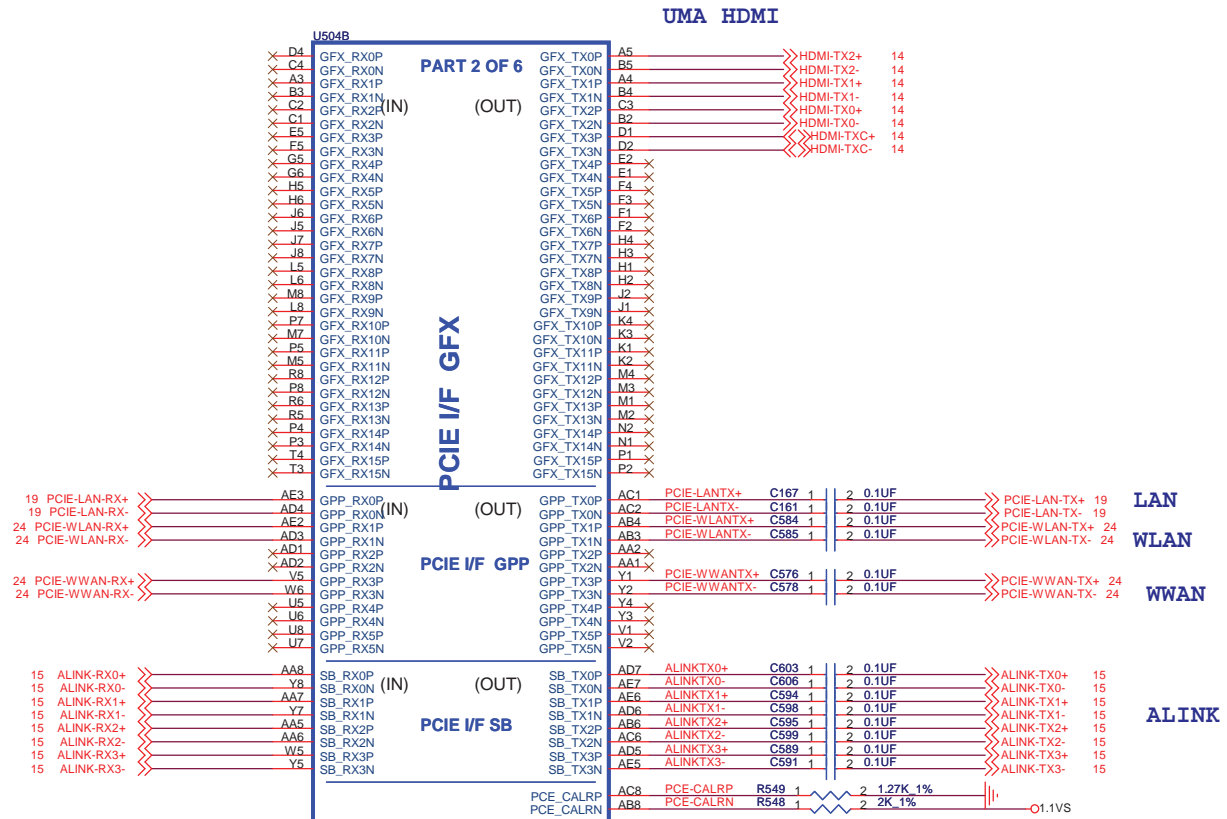 UMA HDMI
U504B
D4 GFX_RX0P PART 2 OF 6 GFX_TX0P A5 HDMI-TX2+ 14
C4 GFX_RX0N GFX_TX0N B5 HDMI-TX2- 14
A3 GFX_RX1P GFX_TX1P A4 HDMI-TX1+ 14
B3 GFX_RX1N GFX_TX1N B4 HDMI-TX1- 14
C2 GFX_RX2P (IN) (OUT) GFX_TX2P C3 HDMI-TX0+ 14
C1 GFX_RX2N GFX_TX2N B2 HDMI-TX0- 14
E5 GFX_RX3P GFX_TX3P D1 HDMI-TXC+ 14
F5 GFX_RX3N GFX_TX3N D2 HDMI-TXC- 14
G5 GFX_RX4P GFX_TX4P E2
G6 GFX_RX4N GFX_TX4N E1
H5 GFX_RX5P GFX_TX5P F4
H6 GFX_RX5N GFX_TX5N F3
J6 GFX_RX6P GFX_TX6P F1
J5 GFX_RX6N GFX_TX6N F2
J7 GFX_RX7P GFX_TX7P H4
J8 GFX_RX7N GFX_TX7N H3
L5 GFX_RX8P GFX_TX8P H1
L6 GFX_RX8N GFX_TX8N H2
M8 GFX_RX9P GFX_TX9P J2
L8 GFX_RX9N GFX_TX9N J1
P7 GFX_RX10P GFX_TX10P K4
M7 GFX_RX10N GFX_TX10N K3
P5 GFX_RX11P GFX_TX11P K1
M5 GFX_RX11N GFX_TX11N K2
R8 GFX_RX12P GFX_TX12P M4
P8 GFX_RX12N GFX_TX12N M3
R6 GFX_RX13P GFX_TX13P M1
R5 GFX_RX13N GFX_TX13N M2
P4 GFX_RX14P GFX_TX14P N2
P3 GFX_RX14N GFX_TX14N N1
T4 GFX_RX15P GFX_TX15P P1
T3 GFX_RX15N GFX_TX15N P2
PCIE I/F GFX
19 PCIE-LAN-RX+ AE3 GPP_RX0P GPP_TX0P AC1 PCIE-LANTX+ C167 1 2 0.1UF PCIE-LAN-TX+ 19 LAN
19 PCIE-LAN-RX- AD4 GPP_RX0N (IN) (OUT) GPP_TX0N AC2 PCIE-LANTX- C161 1 2 0.1UF PCIE-LAN-TX- 19
24 PCIE-WLAN-RX+ AE2 GPP_RX1P GPP_TX1P AB4 PCIE-WLANTX+ C584 1 2 0.1UF PCIE-WLAN-TX+ 24
24 PCIE-WLAN-RX- AD3 GPP_RX1N GPP_TX1N AB3 PCIE-WLANTX- C585 1 2 0.1UF PCIE-WLAN-TX- 24 WLAN
AD1 GPP_RX2P GPP_TX2P AA2
AD2 GPP_RX2N PCIE I/F GPP GPP_TX2N AA1
24 PCIE-WWAN-RX+ V5 GPP_RX3P GPP_TX3P Y1 PCIE-WWANTX+ C576 1 2 0.1UF PCIE-WWAN-TX+ 24
24 PCIE-WWAN-RX- W6 GPP_RX3N GPP_TX3N Y2 PCIE-WWANTX- C578 1 2 0.1UF PCIE-WWAN-TX- 24 WWAN
U5 GPP_RX4P GPP_TX4P Y4
U6 GPP_RX4N GPP_TX4N Y3
U8 GPP_RX5P GPP_TX5P V1
U7 GPP_RX5N GPP_TX5N V2
15 ALINK-RX0+ AA8 SB_RX0P SB_TX0P AD7 ALINKTX0+ C603 1 2 0.1UF ALINK-TX0+ 15
15 ALINK-RX0- Y8 SB_RX0N (IN) (OUT) SB_TX0N AE7 ALINKTX0- C606 1 2 0.1UF ALINK-TX0- 15
15 ALINK-RX1+ AA7 SB_RX1P SB_TX1P AE6 ALINKTX1+ C594 1 2 0.1UF ALINK-TX1+ 15
15 ALINK-RX1- Y7 SB_RX1N SB_TX1N AD6 ALINKTX1- C598 1 2 0.1UF ALINK-TX1- 15 ALINK
15 ALINK-RX2+ AA5 SB_RX2P PCIE I/F SB SB_TX2P AB6 ALINKTX2+ C595 1 2 0.1UF ALINK-TX2+ 15
15 ALINK-RX2- AA6 SB_RX2N SB_TX2N AC6 ALINKTX2- C599 1 2 0.1UF ALINK-TX2- 15
15 ALINK-RX3+ W5 SB_RX3P SB_TX3P AD5 ALINKTX3+ C589 1 2 0.1UF ALINK-TX3+ 15
15 ALINK-RX3- Y5 SB_RX3N SB_TX3N AE5 ALINKTX3- C591 1 2 0.1UF ALINK-TX3- 15
PCE_CALRP AC8 PCE-CALRP R549 1 2 1.27K_1%
PCE_CALRN AB8 PCE-CALRN R548 1 2 2K_1% 1.1VS